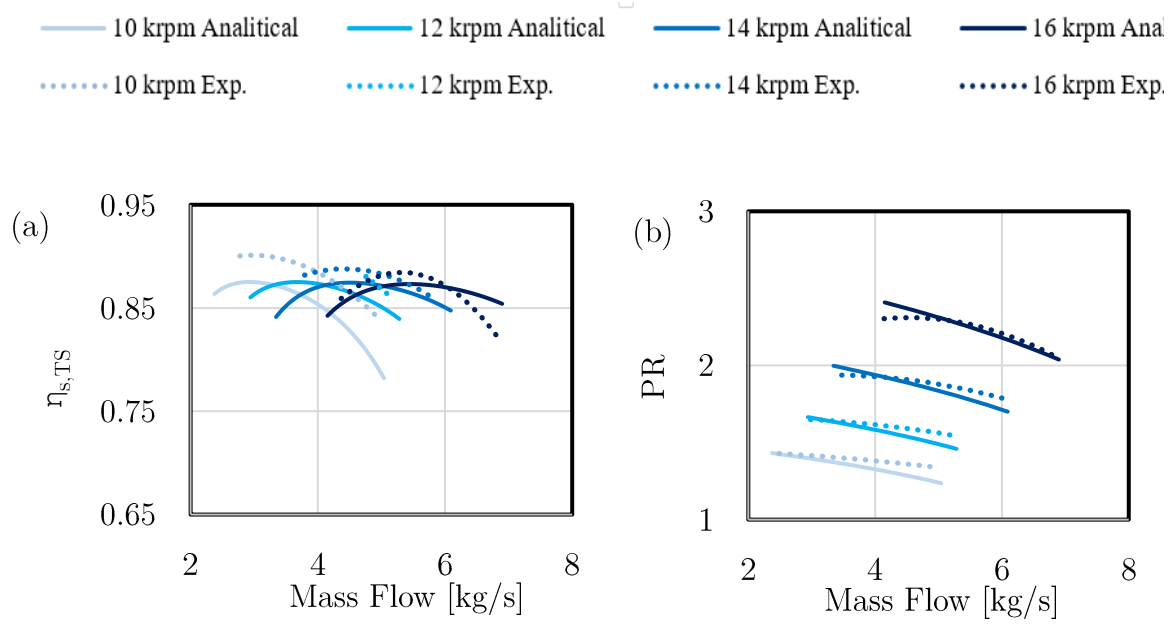 10 krpm Analitical 12 krpm Analitical 14 krpm Analitical 16 krpm Anal
10 krpm Exp. 12 krpm Exp. 14 krpm Exp. 16 krpm Exp.
(a)
η_s,TS
0.95
0.85
0.75
0.65
2 4 6 8
Mass Flow [kg/s]
(b)
PR
3
2
1
2 4 6 8
Mass Flow [kg/s]